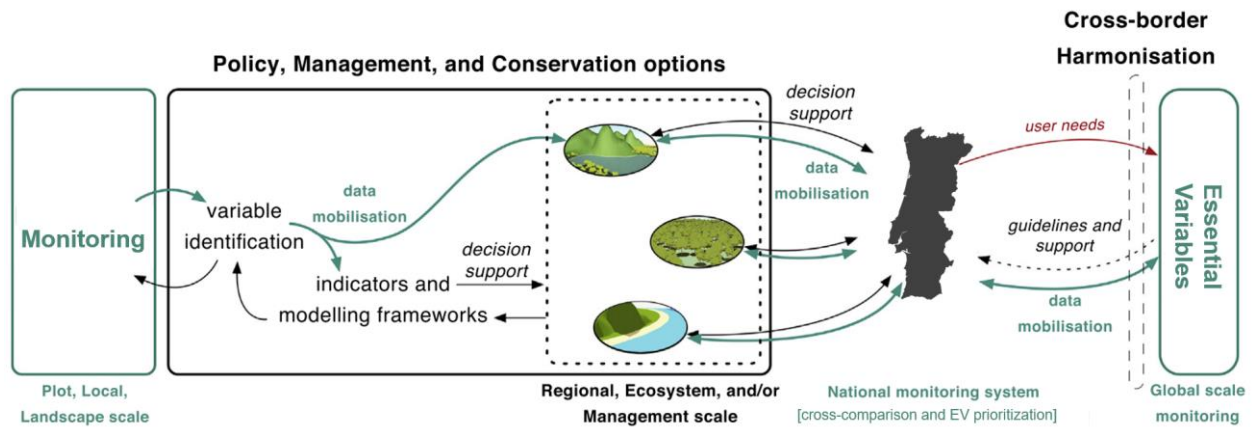 Cross-border
Harmonisation
Policy, Management, and Conservation options
Monitoring
variable
identification
data
mobilisation
indicators and
modelling frameworks
decision
support
decision
support
data
mobilisation
user needs
guidelines and
support
data
mobilisation
Essential
Variables
Plot, Local,
Landscape scale
Regional, Ecosystem, and/or
Management scale
National monitoring system
[cross-comparison and EV prioritization]
Global scale
monitoring